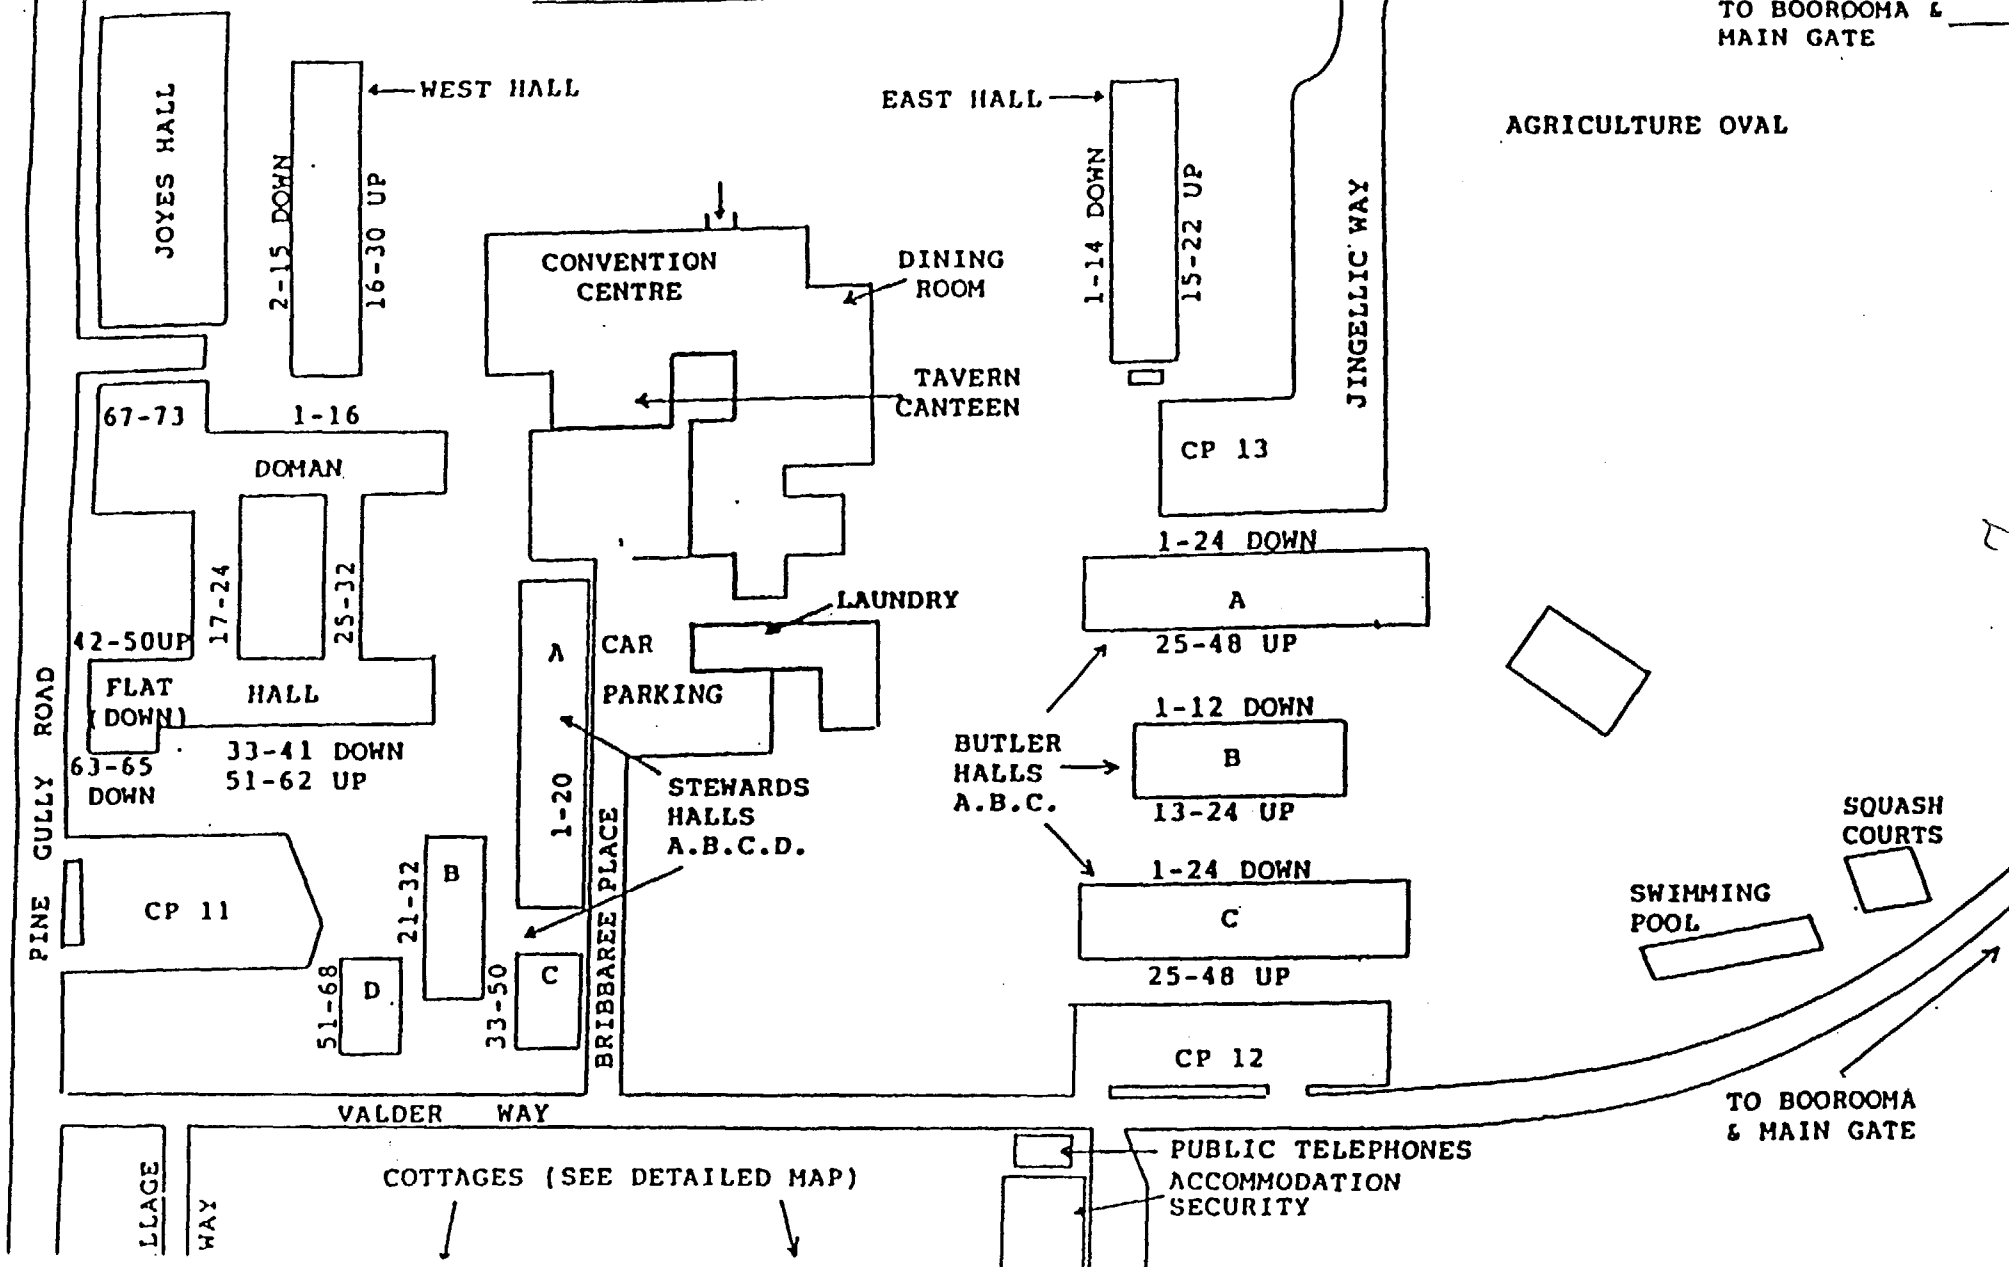 TO BOOROOMA &
MAIN GATE
WEST HALL
EAST HALL
AGRICULTURE OVAL
JOYES HALL
2-15 DOWN
16-30 UP
1-14 DOWN
15-22 UP
JINGELLIC WAY
CONVENTION
CENTRE
DINING
ROOM
TAVERN
CANTEEN
67-73
1-16
DOMAN
CP 13
17-24
25-32
1-24 DOWN
A
25-48 UP
LAUNDRY
42-50UP
FLAT
(DOWN)
HALL
A
CAR
PARKING
63-65
DOWN
33-41 DOWN
51-62 UP
1-20
STEWARDS
HALLS
A.B.C.D.
BUTLER
HALLS
A.B.C.
1-12 DOWN
B
13-24 UP
SQUASH
COURTS
PINE GULLY ROAD
CP 11
21-32
B
BRIBBAREE PLACE
1-24 DOWN
C
25-48 UP
SWIMMING
POOL
51-68
D
33-50
C
CP 12
VALDER WAY
TO BOOROOMA
& MAIN GATE
PUBLIC TELEPHONES
ACCOMMODATION
SECURITY
COTTAGES (SEE DETAILED MAP)
LLAGE
WAY